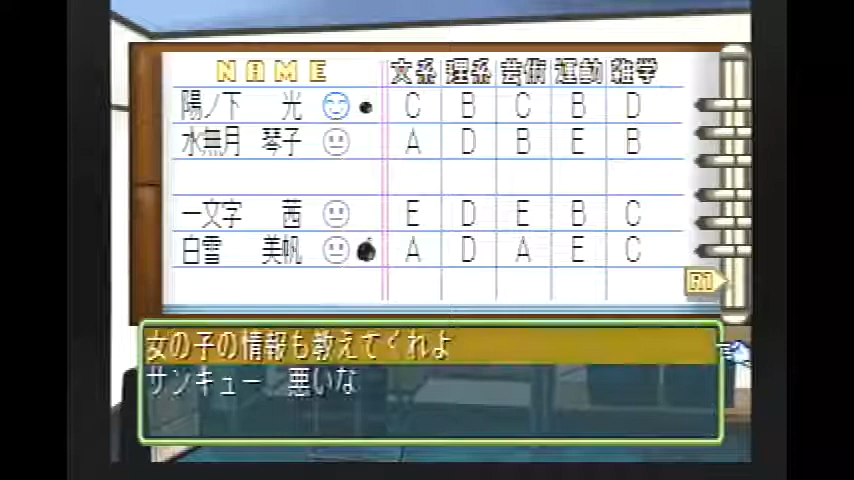 NAME 文系 理系 芸術 運動 雑学
陽ノ下 光 C B C B D
水無月 琴子 A D B E B
一文字 茜 E D E B C
白雪 美帆 A D A E C
R1
女の子の情報も教えてくれよ
サンキュー、悪いな